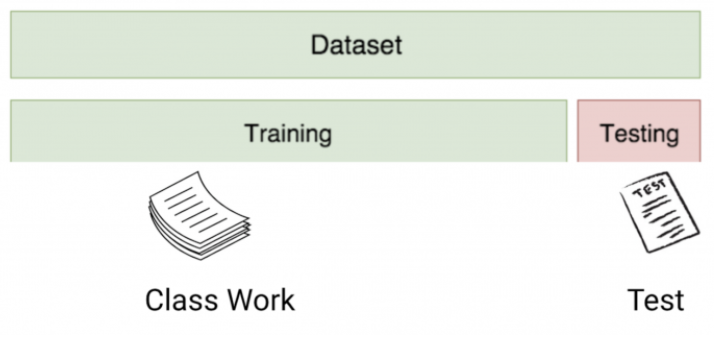 Dataset
Training
Testing
TEST
Class Work
Test